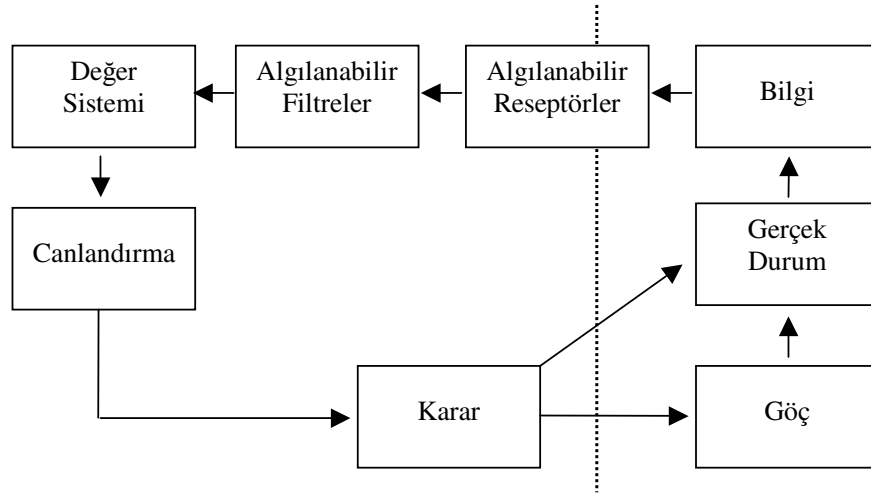 Değer
Sistemi
Algılanabilir
Filtreler
Algılanabilir
Reseptörler
Bilgi
Canlandırma
Gerçek
Durum
Karar
Göç